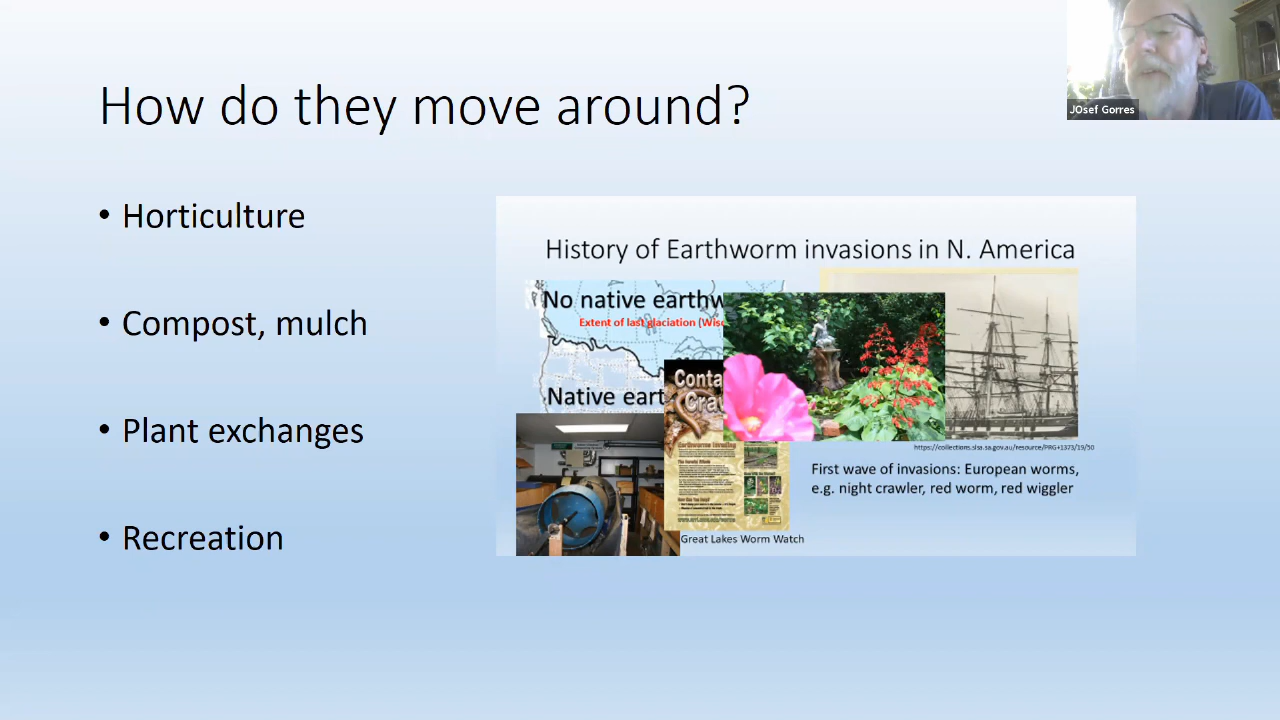 JOsef Gorres
How do they move around?
• Horticulture
• Compost, mulch
• Plant exchanges
• Recreation
History of Earthworm invasions in N. America
No native earthw
Extent of last glaciation (Wisc
Native eart
Conta
Cra
Earthworms Invading
https://collections.slsa.sa.gov.au/resource/PRG+1373/19/50
First wave of invasions: European worms,
e.g. night crawler, red worm, red wiggler
Great Lakes Worm Watch